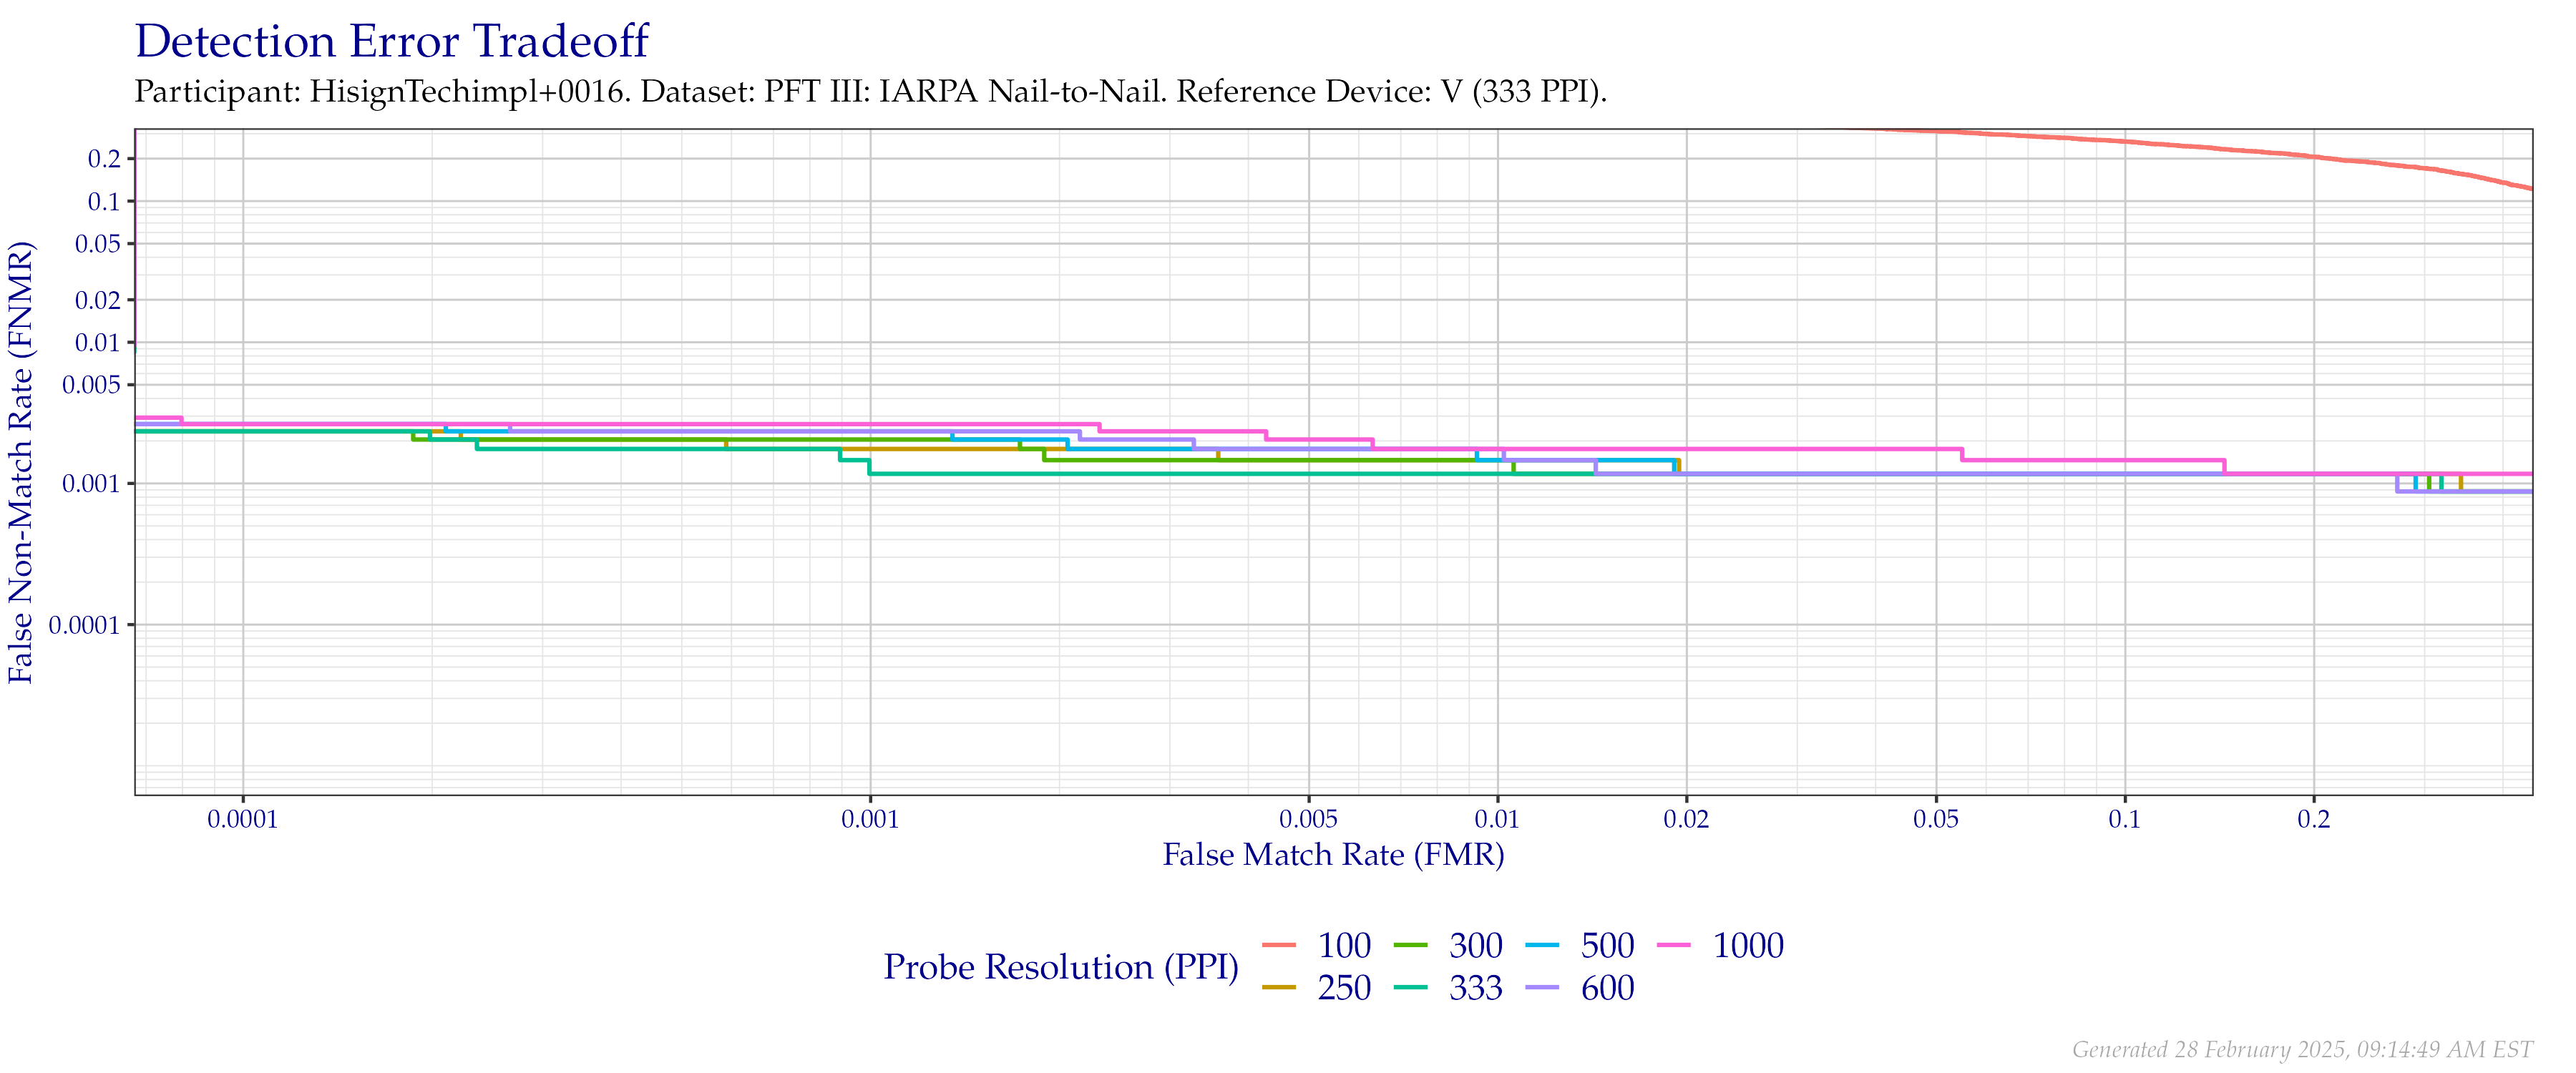 Detection Error Tradeoff
Participant: HisignTechimpl+0016. Dataset: PFT III: IARPA Nail-to-Nail. Reference Device: V (333 PPI).
False Non-Match Rate (FNMR)
0.2
0.1
0.05
0.02
0.01
0.005
0.001
0.0001
0.0001 0.001 0.005 0.01 0.02 0.05 0.1 0.2
False Match Rate (FMR)
Probe Resolution (PPI)
100 300 500 1000
250 333 600
Generated 28 February 2025, 09:14:49 AM EST